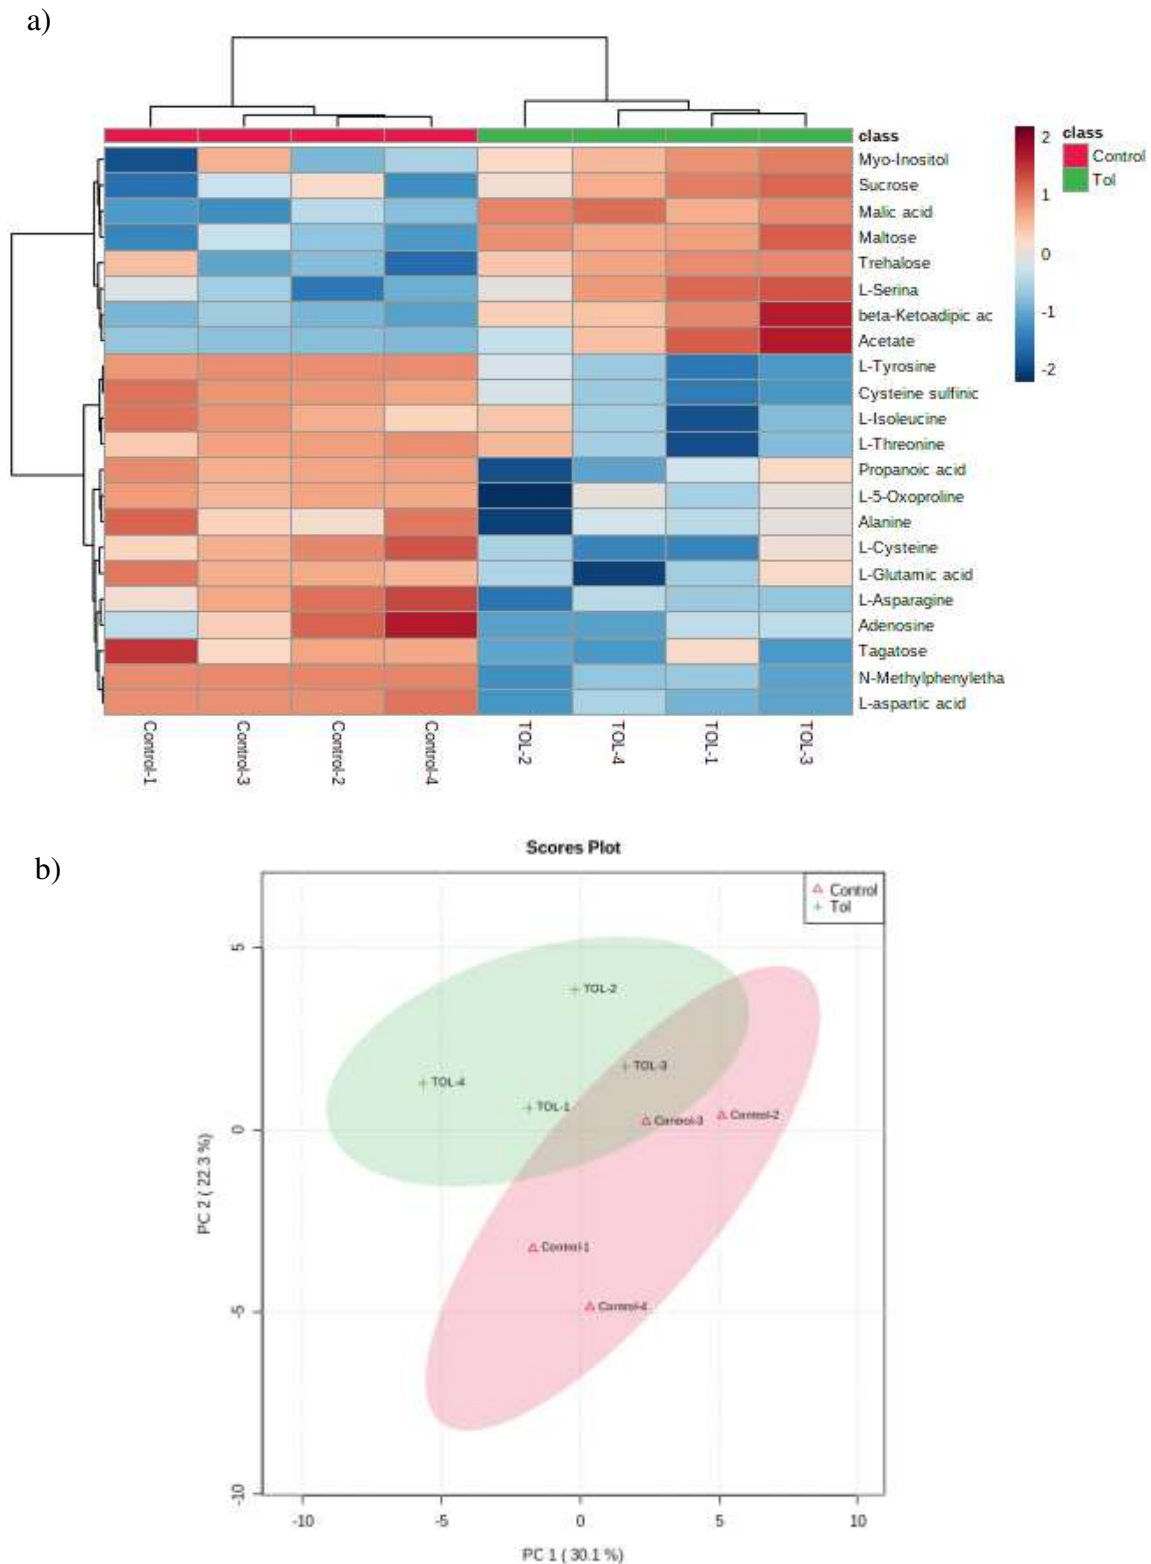 a)
class
Myo-Inositol
Sucrose
Malic acid
Maltose
Trehalose
L-Serina
beta-Ketoadipic ac
Acetate
L-Tyrosine
Cysteine sulfinic
L-Isoleucine
L-Threonine
Propanoic acid
L-5-Oxoproline
Alanine
L-Cysteine
L-Glutamic acid
L-Asparagine
Adenosine
Tagatose
N-Methylphenyletha
L-aspartic acid
2
1
0
-1
-2
class
Control
Tol
Control-1
Control-3
Control-2
Control-4
TOL-2
TOL-4
TOL-1
TOL-3
b)
Scores Plot
Control
Tol
PC 2 ( 22.3 %)
5
0
-5
-10
TOL-2
TOL-3
TOL-4
TOL-1
Control-3
Control-2
Control-1
Control-4
-10
-5
0
5
10
PC 1 ( 30.1 %)